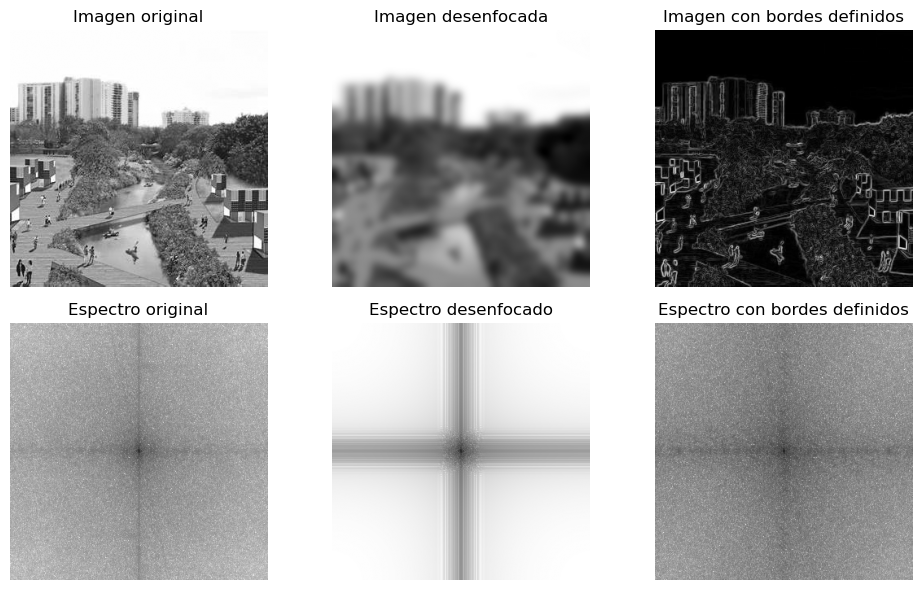 Imagen original
Imagen desenfocada
Imagen con bordes definidos
Espectro original
Espectro desenfocado
Espectro con bordes definidos